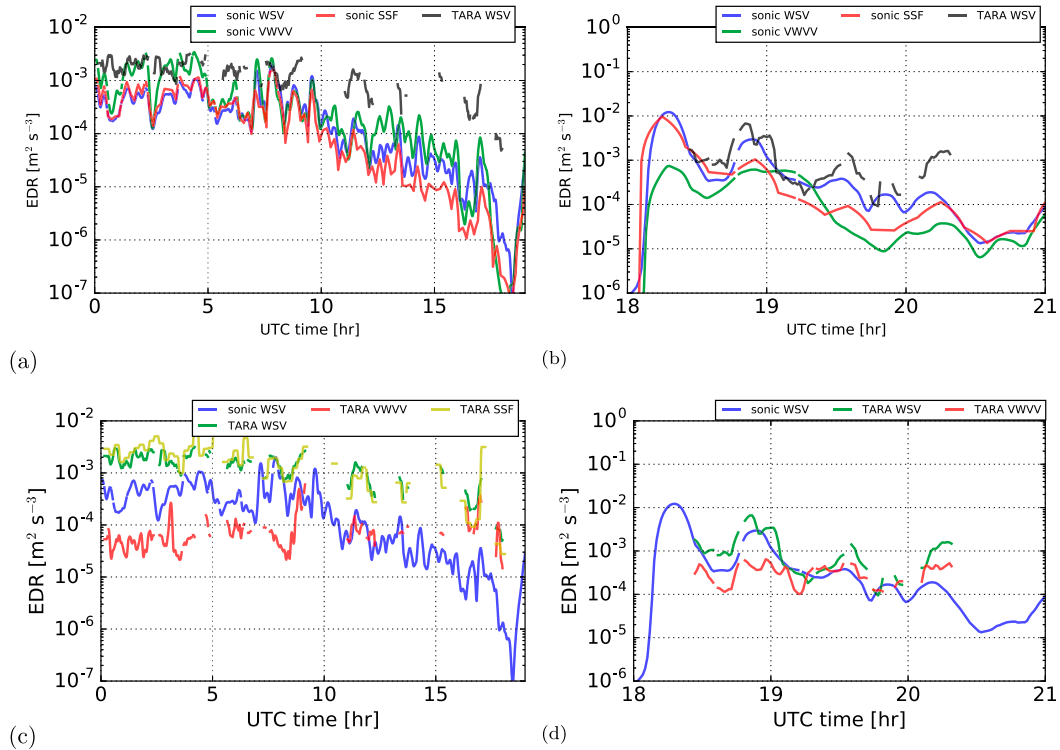 sonic WSV sonic SSF TARA WSV
sonic VWVV
10^-2
10^-3
10^-4
10^-5
10^-6
10^-7
EDR [m^2 s^-3]
0 5 10 15
UTC time [hr]
(a)
sonic WSV sonic SSF TARA WSV
sonic VWVV
10^0
10^-1
10^-2
10^-3
10^-4
10^-5
10^-6
EDR [m^2 s^-3]
18 19 20 21
UTC time [hr]
(b)
sonic WSV TARA VWVV TARA SSF
TARA WSV
10^-2
10^-3
10^-4
10^-5
10^-6
10^-7
EDR [m^2 s^-3]
0 5 10 15
UTC time [hr]
(c)
sonic WSV TARA WSV TARA VWVV
10^0
10^-1
10^-2
10^-3
10^-4
10^-5
10^-6
EDR [m^2 s^-3]
18 19 20 21
UTC time [hr]
(d)